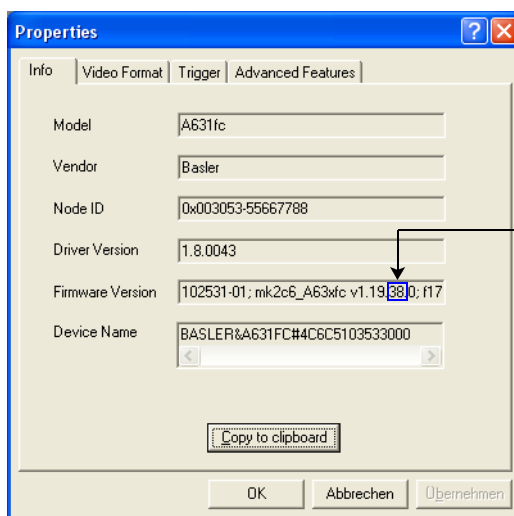 Properties
Info Video Format Trigger Advanced Features
Model A631fc
Vendor Basler
Node ID 0x003053-55667788
Driver Version 1.8.0043
Firmware Version 102531-01; mk2c6_A63xfc v1.19.38.0; f17
Device Name BASLER&A631FC#4C6C5103533000
Copy to clipboard
OK Abbrechen Übernehmen